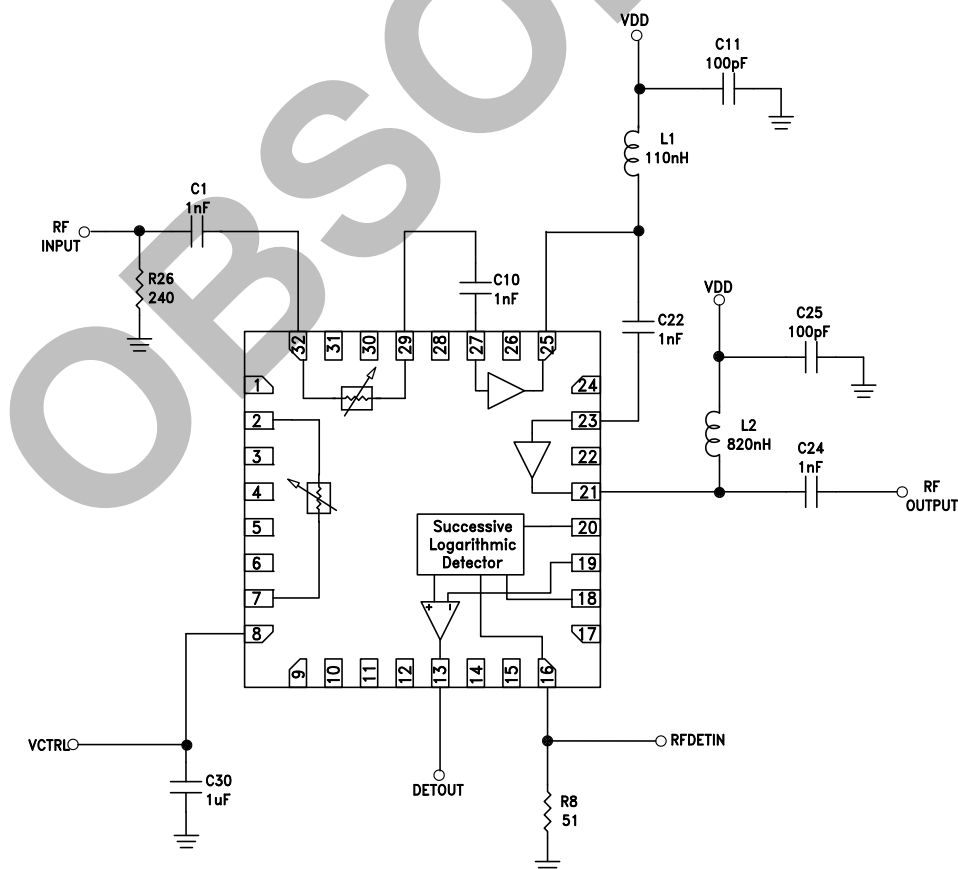 OBSOL
VDD
C11
100pF
L1
110nH
C1
1nF
RF
INPUT
R26
240
C10
1nF
VDD
C25
100pF
C22
1nF
32
31
30
29
28
27
26
25
1
24
2
23
L2
820nH
C24
1nF
3
22
4
21
RF
OUTPUT
5
Successive
Logarithmic
Detector
20
6
19
7
+
-
18
8
17
9
10
11
12
13
14
15
16
VCTRL
RFDETIN
C30
1uF
DETOUT
R8
51